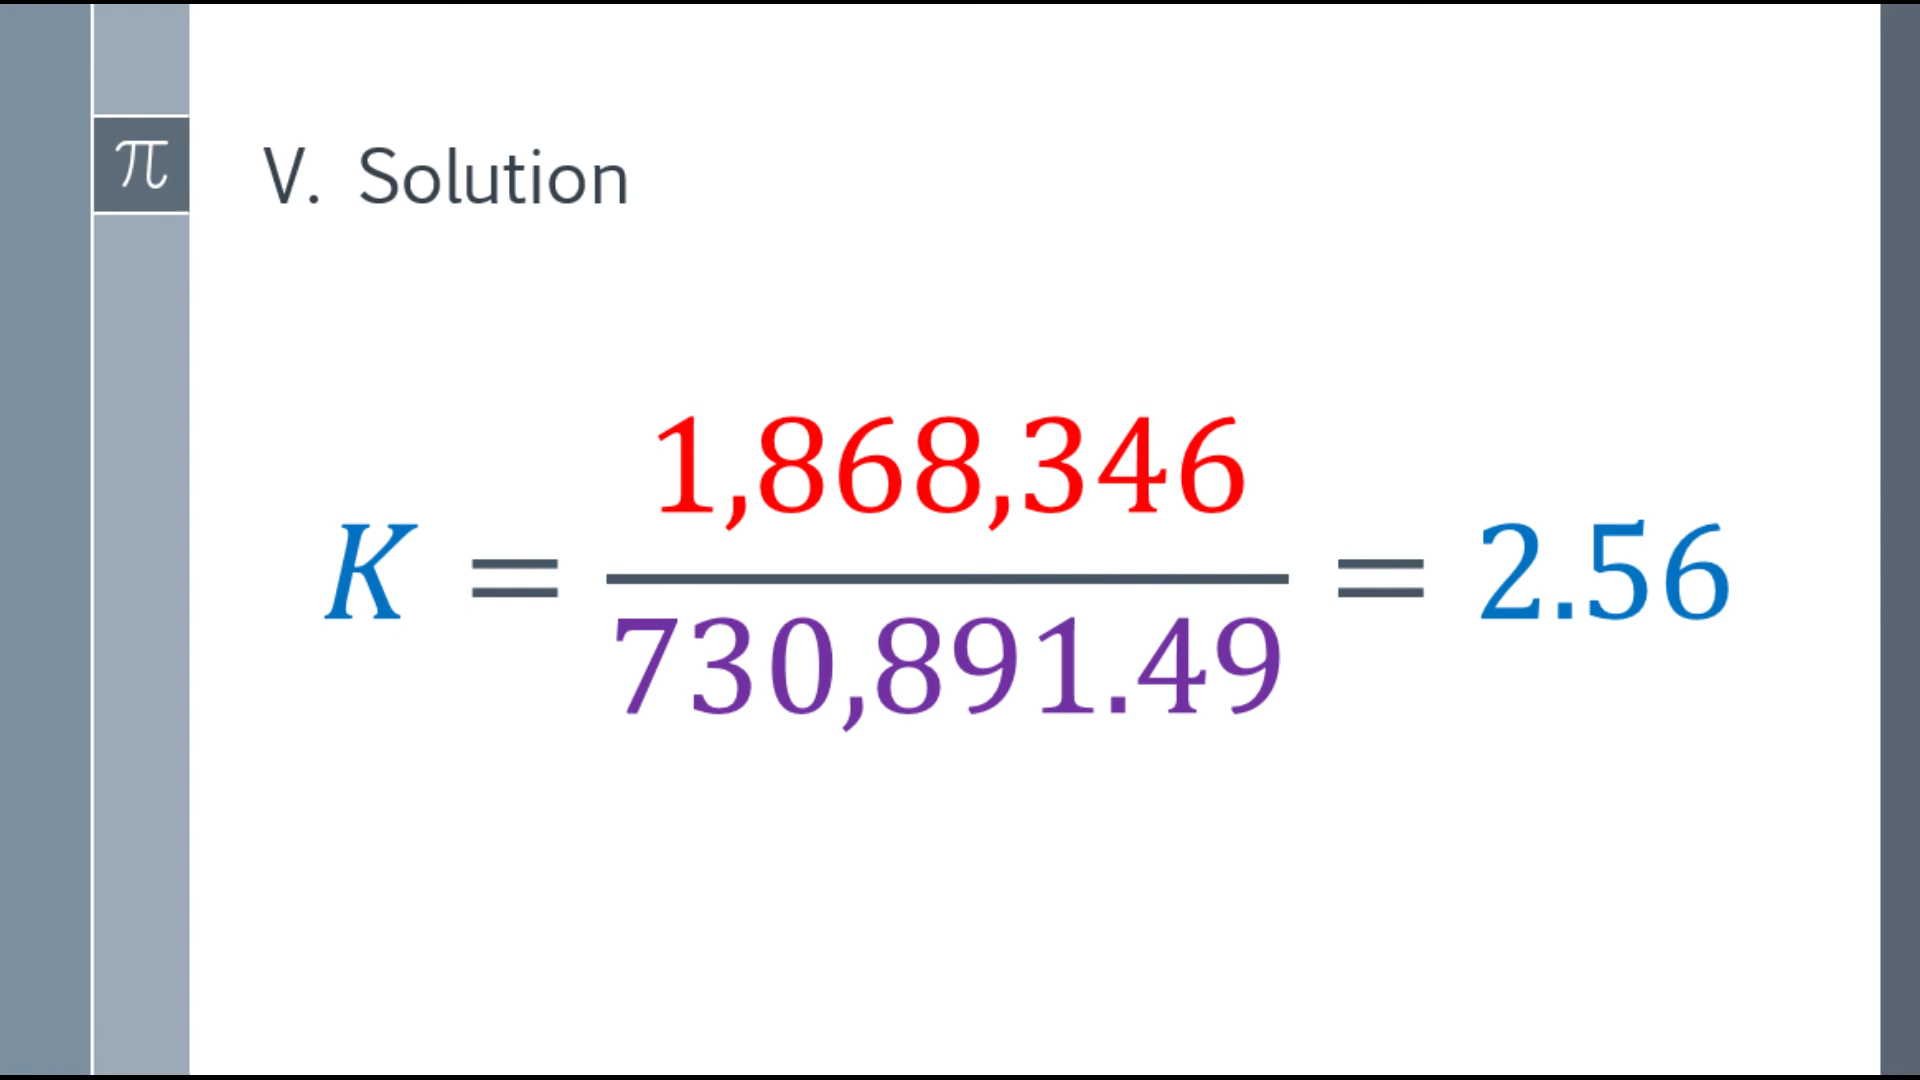 π
V. Solution
K = 1,868,346 / 730,891.49 = 2.56